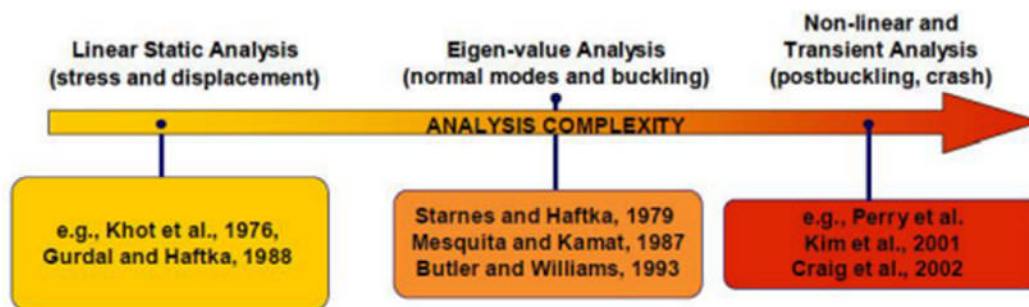 Linear Static Analysis
(stress and displacement)
Eigen-value Analysis
(normal modes and buckling)
Non-linear and
Transient Analysis
(postbuckling, crash)
ANALYSIS COMPLEXITY
e.g., Khot et al., 1976,
Gurdal and Haftka, 1988
Starnes and Haftka, 1979
Mesquita and Kamat, 1987
Butler and Williams, 1993
e.g., Perry et al.
Kim et al., 2001
Craig et al., 2002